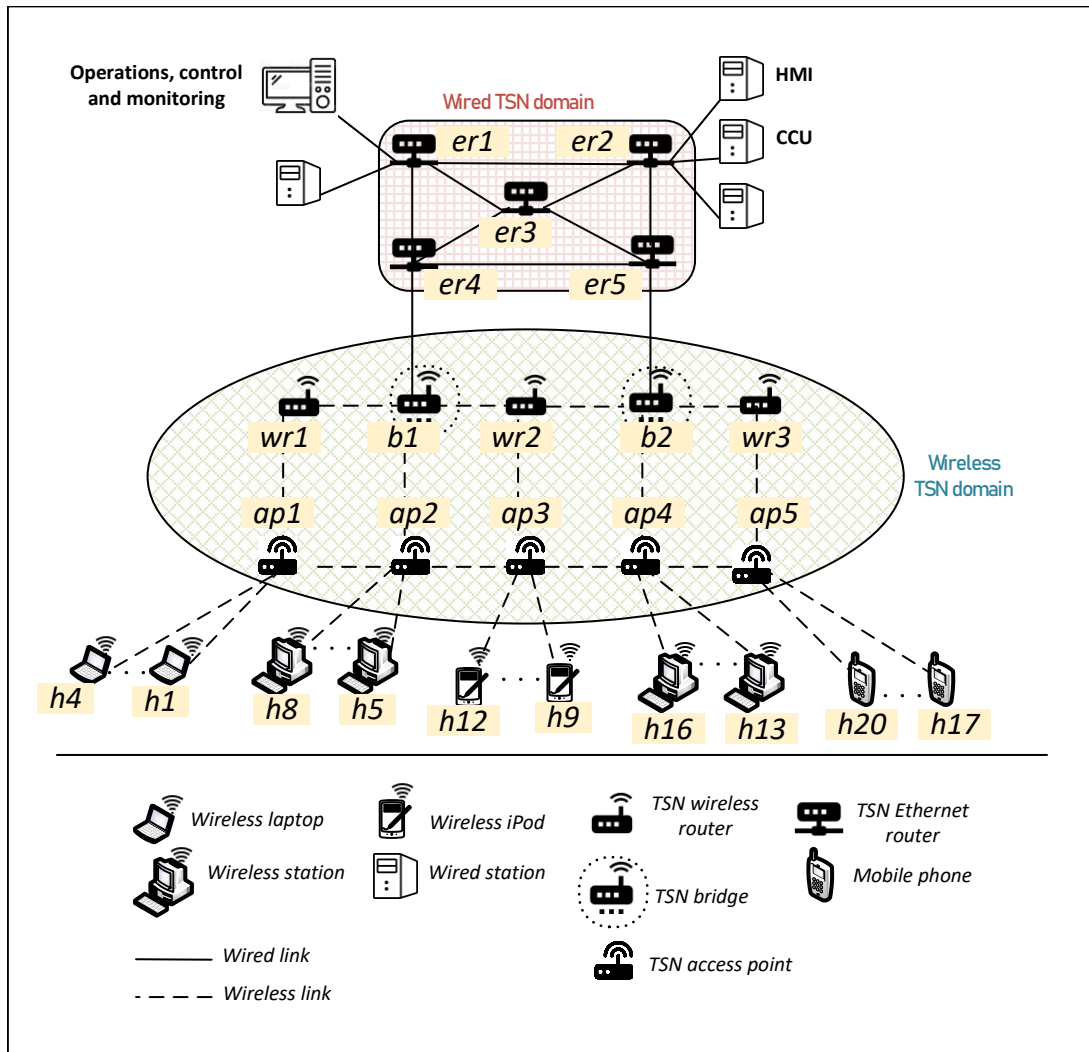 Operations, control
and monitoring
HMI
Wired TSN domain
CCU
er1
er2
er3
er4
er5
wr1
b1
wr2
b2
wr3
Wireless
TSN domain
ap1
ap2
ap3
ap4
ap5
h4
h1
h8
h5
h12
h9
h16
h13
h20
h17
Wireless laptop
Wireless iPod
TSN wireless
router
TSN Ethernet
router
Wireless station
Wired station
TSN bridge
Mobile phone
Wired link
TSN access point
Wireless link